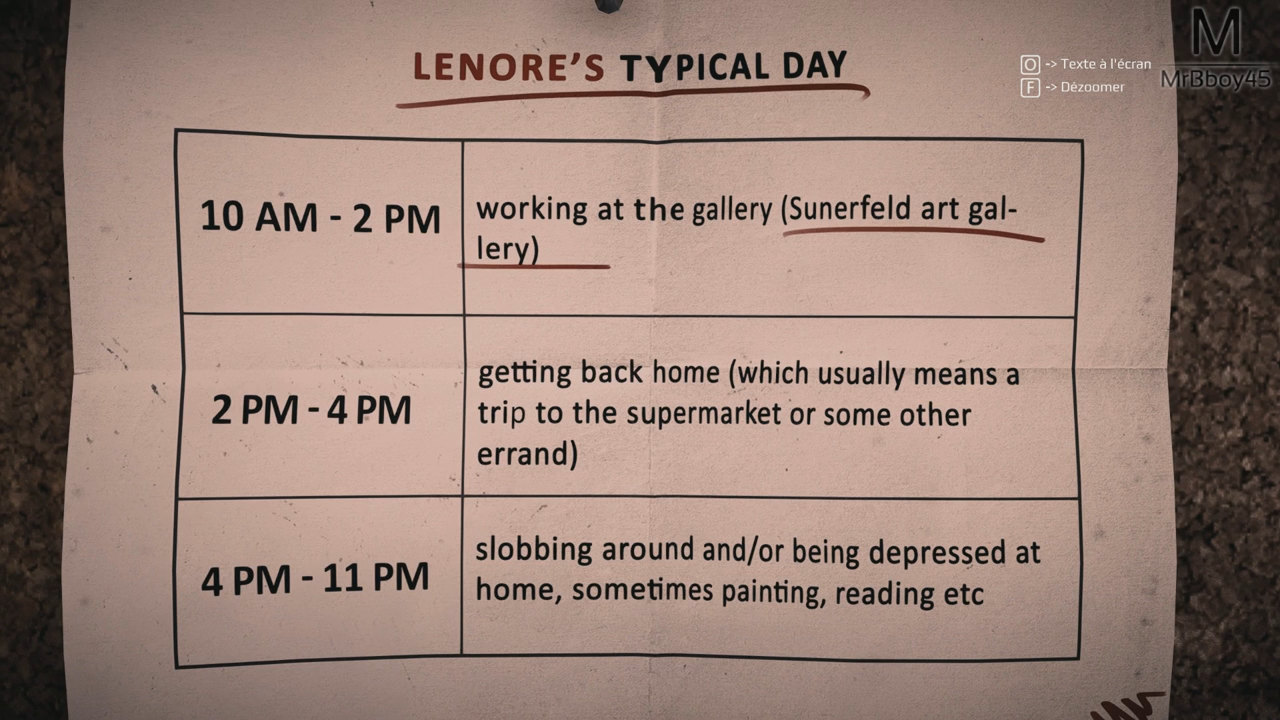 LENORE'S TYPICAL DAY
O -> Texte à l'écran
F -> Dézoomer
M
MrBboy45
10 AM - 2 PM
working at the gallery (Sunerfeld art gal-
lery)
2 PM - 4 PM
getting back home (which usually means a
trip to the supermarket or some other
errand)
4 PM - 11 PM
slobbing around and/or being depressed at
home, sometimes painting, reading etc